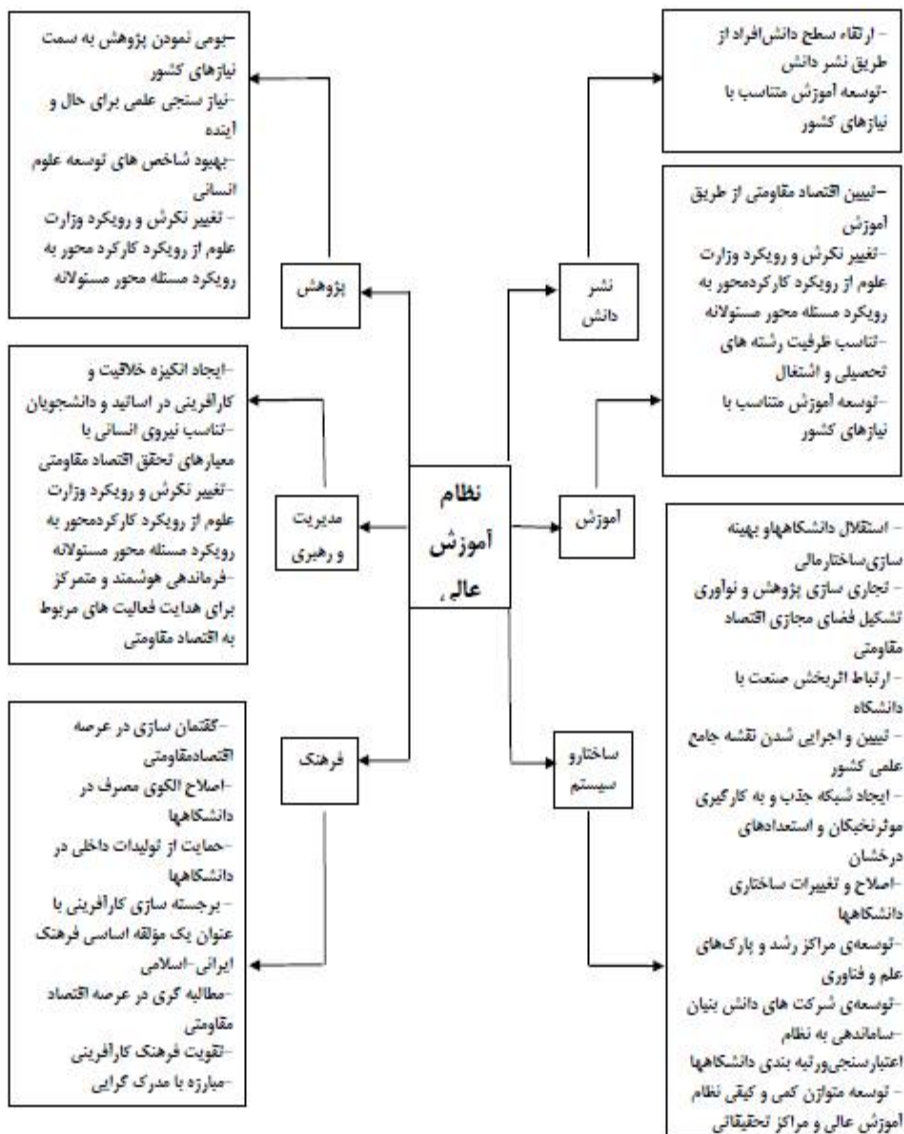 - ارتقاء سطح دانش‌افراد از
طریق نشر دانش
-توسعه آموزش متناسب با
نیازهای کشور
-تبیین اقتصاد مقاومتی از طریق
آموزش
-تغییر نگرش و رویکرد وزارت
علوم از رویکرد کارکردمحور به
رویکرد مسئله محور مسئولانه
-تناسب ظرفیت رشته های
تحصیلی و اشتغال
-توسعه آموزش متناسب با
نیازهای کشور
- استقلال دانشگاههاو بهینه
سازی‌ساختارمالی
- تجاری سازی پژوهش و نوآوری
تشکیل فضای مجازی اقتصاد
مقاومتی
- ارتباط اثربخش صنعت با
دانشگاه
- تبیین و اجرایی شدن نقشه جامع
علمی کشور
- ایجاد شبکه جذب و به کارگیری
موثرنخبگان و استعدادهای
درخشان
-اصلاح و تغییرات ساختاری
دانشگاهها
-توسعه‌ی مراکز رشد و پارک‌های
علم و فناوری
-توسعه‌ی شرکت های دانش بنیان
-ساماندهی به نظام
اعتبارسنجی‌ورتبه بندی دانشگاهها
- توسعه متوازن کمی و کیفی نظام
آموزش عالی و مراکز تحقیقاتی
نشر
دانش
آموزش
ساختارو
سیستم
نظام
آموزش
عالی
پژوهش
مدیریت
و رهبری
فرهنگ
-بومی نمودن پژوهش به سمت
نیازهای کشور
-نیاز سنجی علمی برای حال و
آینده
-بهبود شاخص های توسعه علوم
انسانی
- تغییر نگرش و رویکرد وزارت
علوم از رویکرد کارکرد محور به
رویکرد مسئله محور مسئولانه
-ایجاد انگیزه خلاقیت و
کارآفرینی در اساتید و دانشجویان
-تناسب نیروی انسانی با
معیارهای تحقق اقتصاد مقاومتی
-تغییر نگرش و رویکرد وزارت
علوم از رویکرد کارکردمحور به
رویکرد مسئله محور مسئولانه
-فرماندهی هوشمند و متمرکز
برای هدایت فعالیت های مربوط
به اقتصاد مقاومتی
-گفتمان سازی در عرصه
اقتصادمقاومتی
-اصلاح الگوی مصرف در
دانشگاهها
-حمایت از تولیدات داخلی در
دانشگاهها
- برجسته سازی کارآفرینی با
عنوان یک مؤلفه اساسی فرهنگ
ایرانی-اسلامی
-مطالبه گری در عرصه اقتصاد
مقاومتی
-تقویت فرهنگ کارآفرینی
-مبارزه با مدرک گرایی